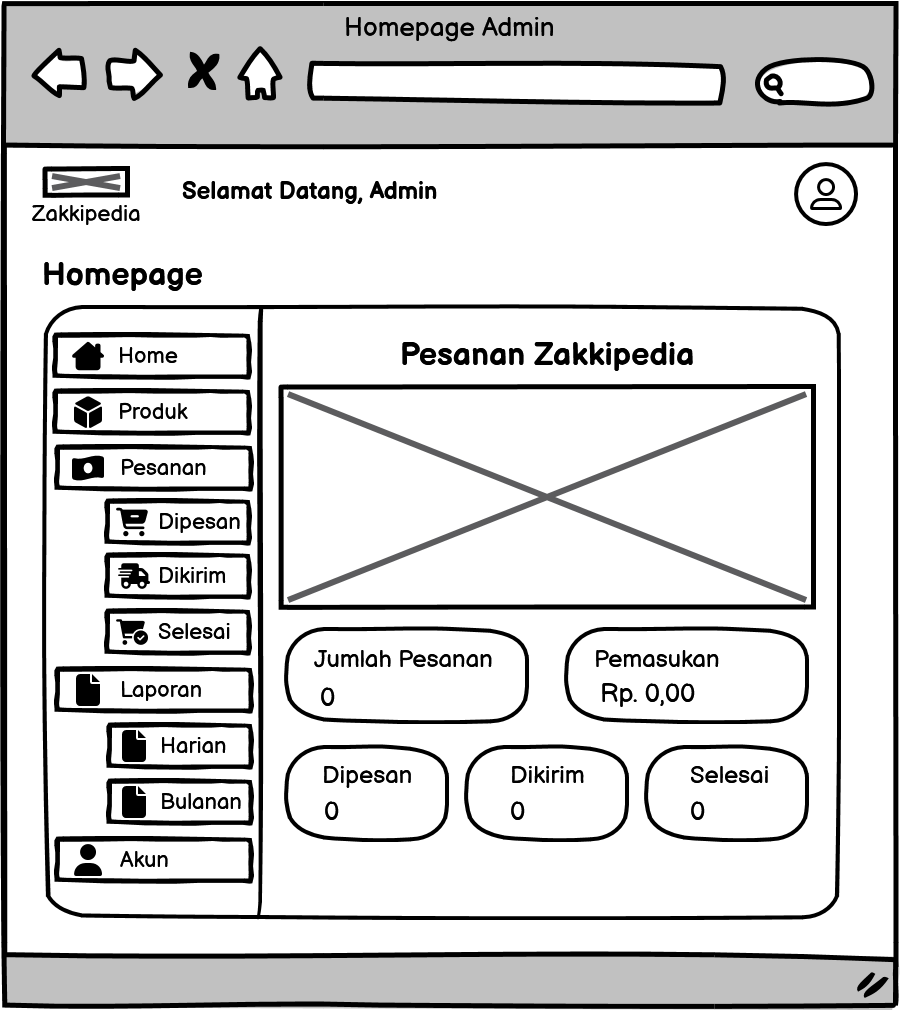 Homepage Admin
Selamat Datang, Admin
Zakkipedia
Homepage
Home
Produk
Pesanan
Dipesan
Dikirim
Selesai
Laporan
Harian
Bulanan
Akun
Pesanan Zakkipedia
Jumlah Pesanan
0
Pemasukan
Rp. 0,00
Dipesan
0
Dikirim
0
Selesai
0